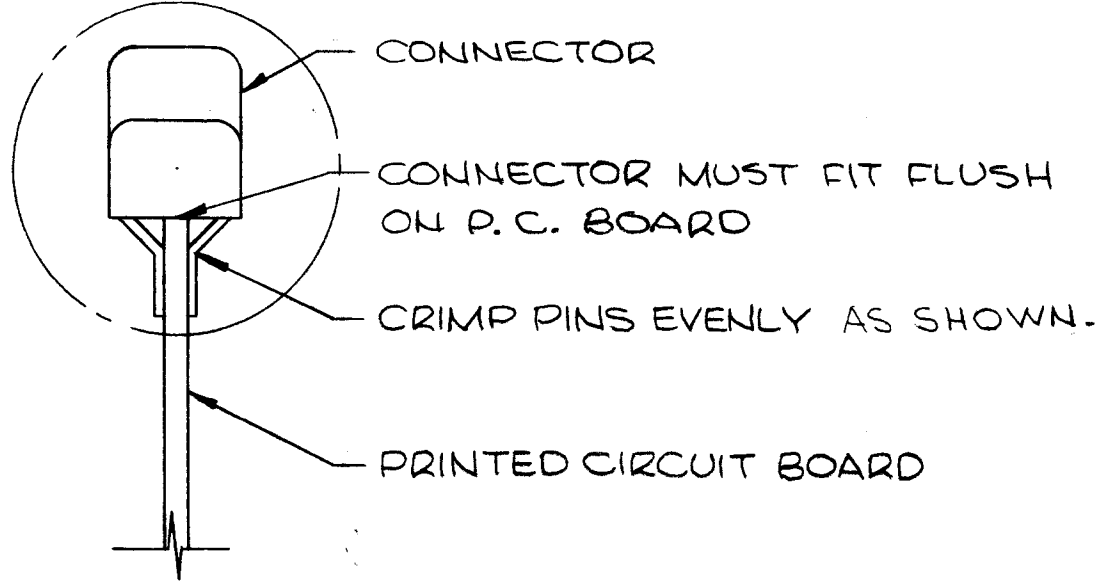 CONNECTOR
CONNECTOR MUST FIT FLUSH
ON P. C. BOARD
CRIMP PINS EVENLY AS SHOWN.
PRINTED CIRCUIT BOARD